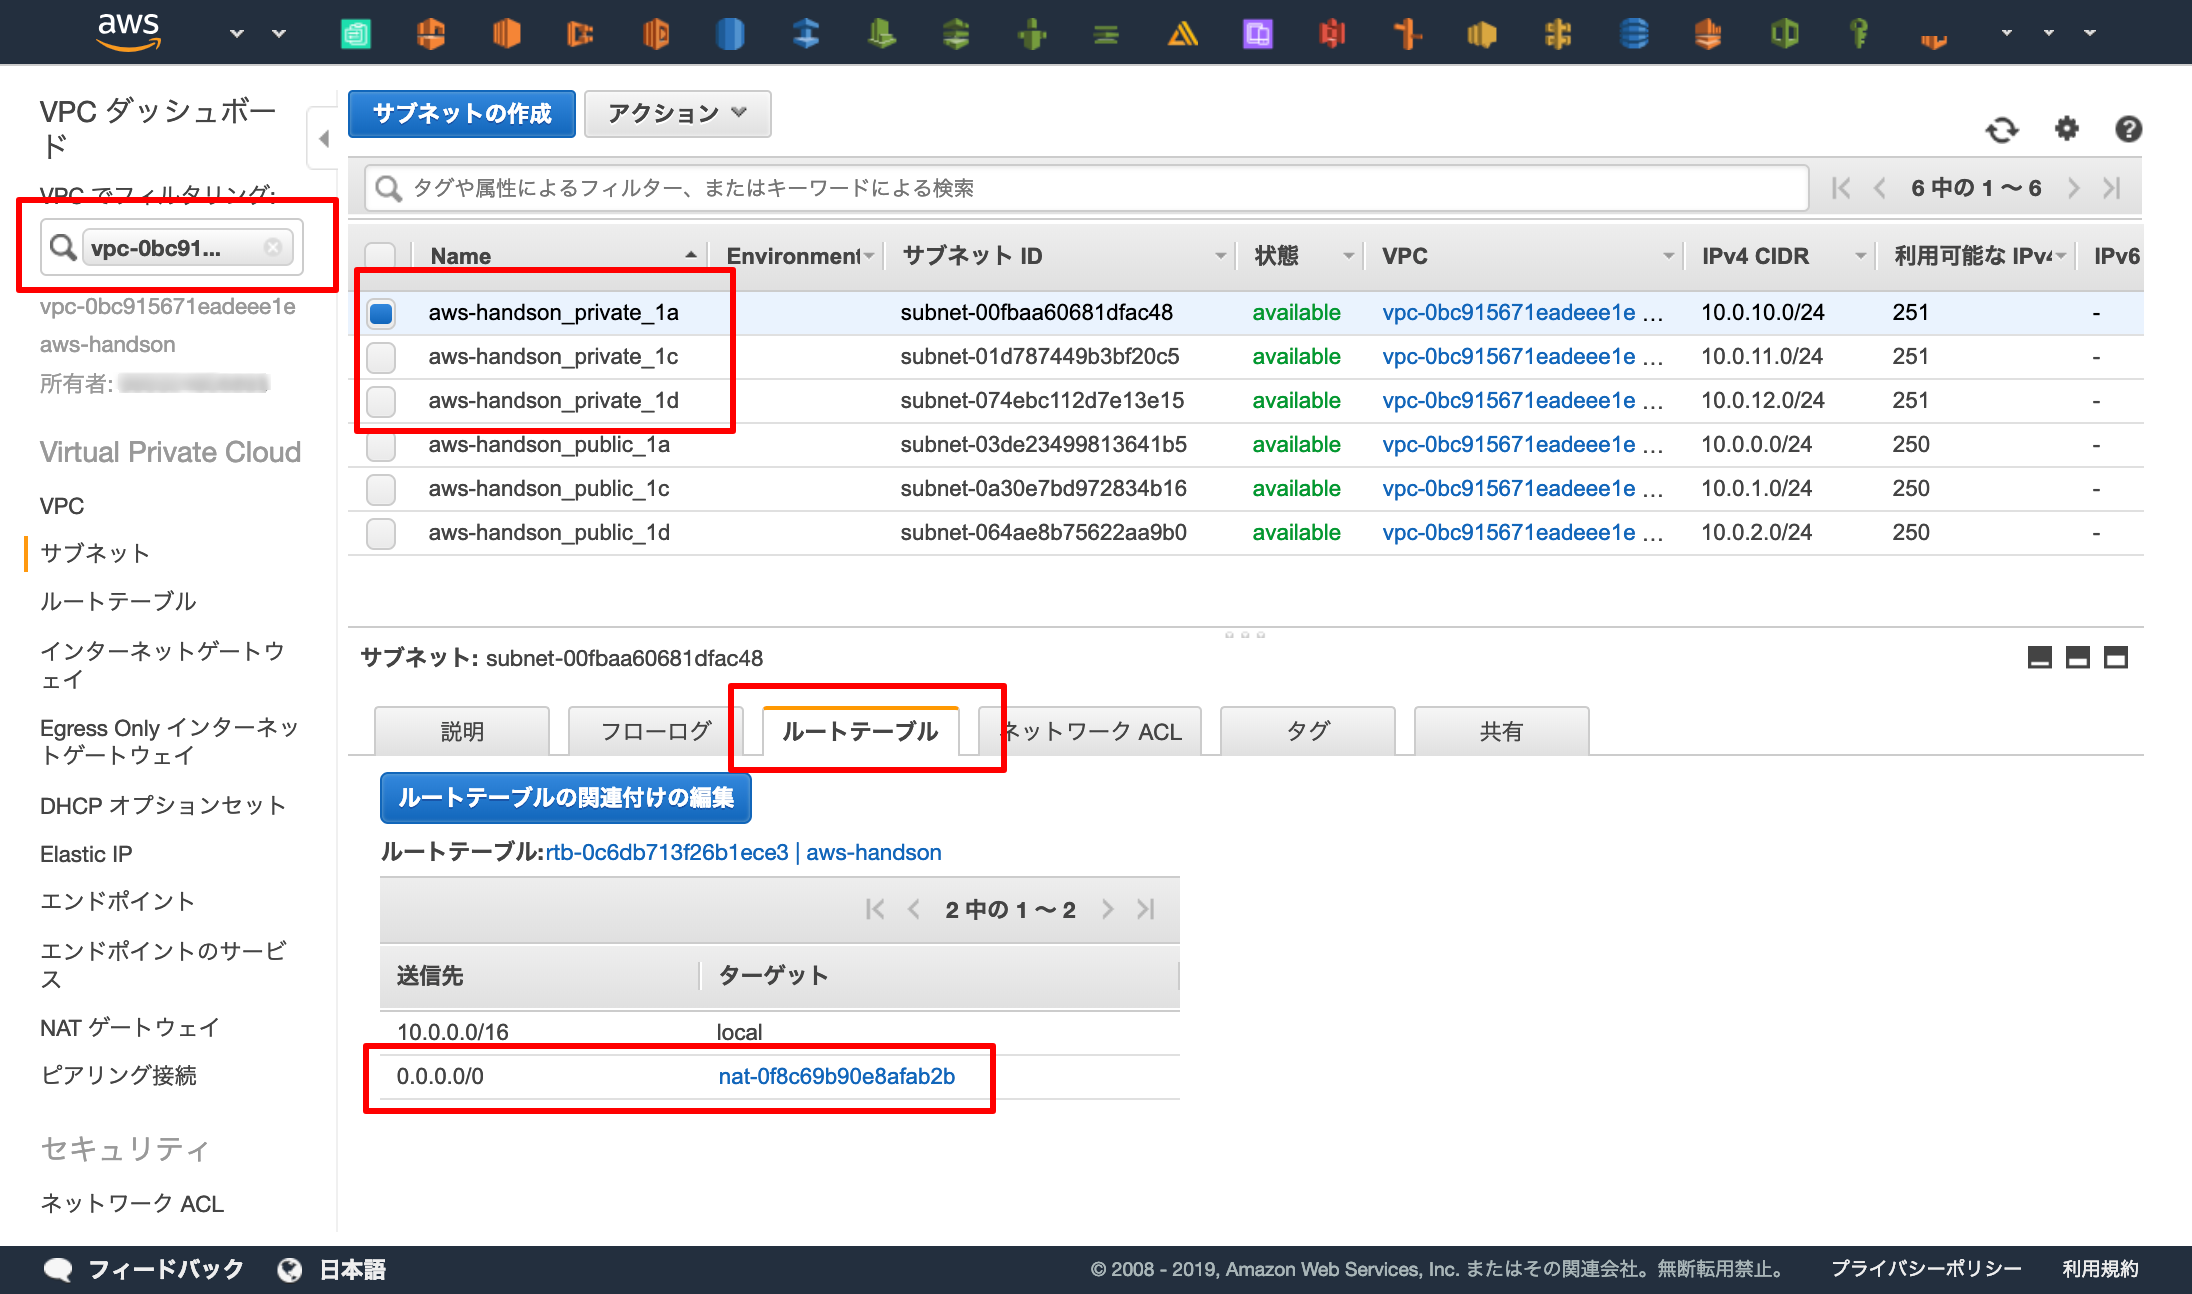 aws
VPC ダッシュボー
ド
VPC でフィルタリング:
vpc-0bc91...
vpc-0bc915671eadeee1e
aws-handson
所有者:
Virtual Private Cloud
VPC
サブネット
ルートテーブル
インターネットゲートウ
ェイ
Egress Only インターネッ
トゲートウェイ
DHCP オプションセット
Elastic IP
エンドポイント
エンドポイントのサービ
ス
NAT ゲートウェイ
ピアリング接続
セキュリティ
ネットワーク ACL
サブネットの作成 アクション
タグや属性によるフィルター、またはキーワードによる検索 6 中の 1 ~ 6
Name Environment サブネット ID 状態 VPC IPv4 CIDR 利用可能な IPv4 IPv6
aws-handson_private_1a subnet-00fbaa60681dfac48 available vpc-0bc915671eadeee1e ... 10.0.10.0/24 251 -
aws-handson_private_1c subnet-01d787449b3bf20c5 available vpc-0bc915671eadeee1e ... 10.0.11.0/24 251 -
aws-handson_private_1d subnet-074ebc112d7e13e15 available vpc-0bc915671eadeee1e ... 10.0.12.0/24 251 -
aws-handson_public_1a subnet-03de23499813641b5 available vpc-0bc915671eadeee1e ... 10.0.0.0/24 250 -
aws-handson_public_1c subnet-0a30e7bd972834b16 available vpc-0bc915671eadeee1e ... 10.0.1.0/24 250 -
aws-handson_public_1d subnet-064ae8b75622aa9b0 available vpc-0bc915671eadeee1e ... 10.0.2.0/24 250 -
サブネット: subnet-00fbaa60681dfac48
説明 フローログ ルートテーブル ネットワーク ACL タグ 共有
ルートテーブルの関連付けの編集
ルートテーブル:rtb-0c6db713f26b1ece3 | aws-handson
2 中の 1 ~ 2
送信先 ターゲット
10.0.0.0/16 local
0.0.0.0/0 nat-0f8c69b90e8afab2b
フィードバック 日本語 © 2008 - 2019, Amazon Web Services, Inc. またはその関連会社。無断転用禁止。 プライバシーポリシー 利用規約